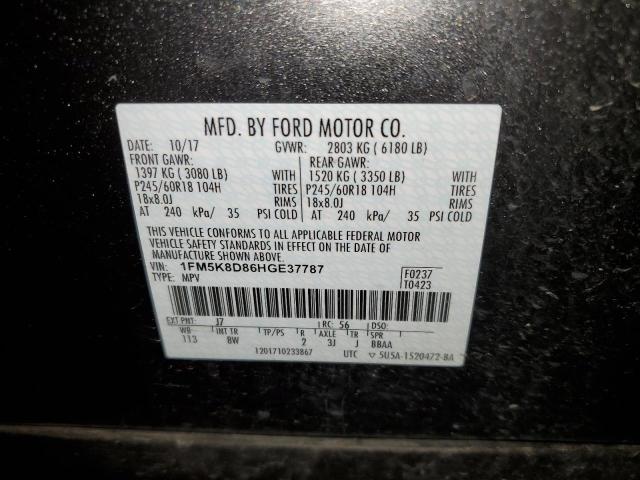 MFD. BY FORD MOTOR CO.
DATE: 10/17 GVWR: 2803 KG ( 6180 LB)
FRONT GAWR: REAR GAWR:
1397 KG ( 3080 LB) WITH 1520 KG ( 3350 LB) WITH
P245/60R18 104H TIRES P245/60R18 104H TIRES
18x8.0J RIMS 18x8.0J RIMS
AT 240 kPa/ 35 PSI COLD AT 240 kPa/ 35 PSI COLD
THIS VEHICLE CONFORMS TO ALL APPLICABLE FEDERAL MOTOR
VEHICLE SAFETY STANDARDS IN EFFECT ON THE DATE OF
MANUFACTURE SHOWN ABOVE.
VIN: 1FM5K8D86HGE37787 F0237
TYPE: MPV T0423
EXT PNT: J7 RC: 56 DSO:
WB INT TR TP/PS R AXLE TR SPR
113 8W 2 3J J BBAA
1201710233867 UTC ▽ 5U5A-1520472-BA